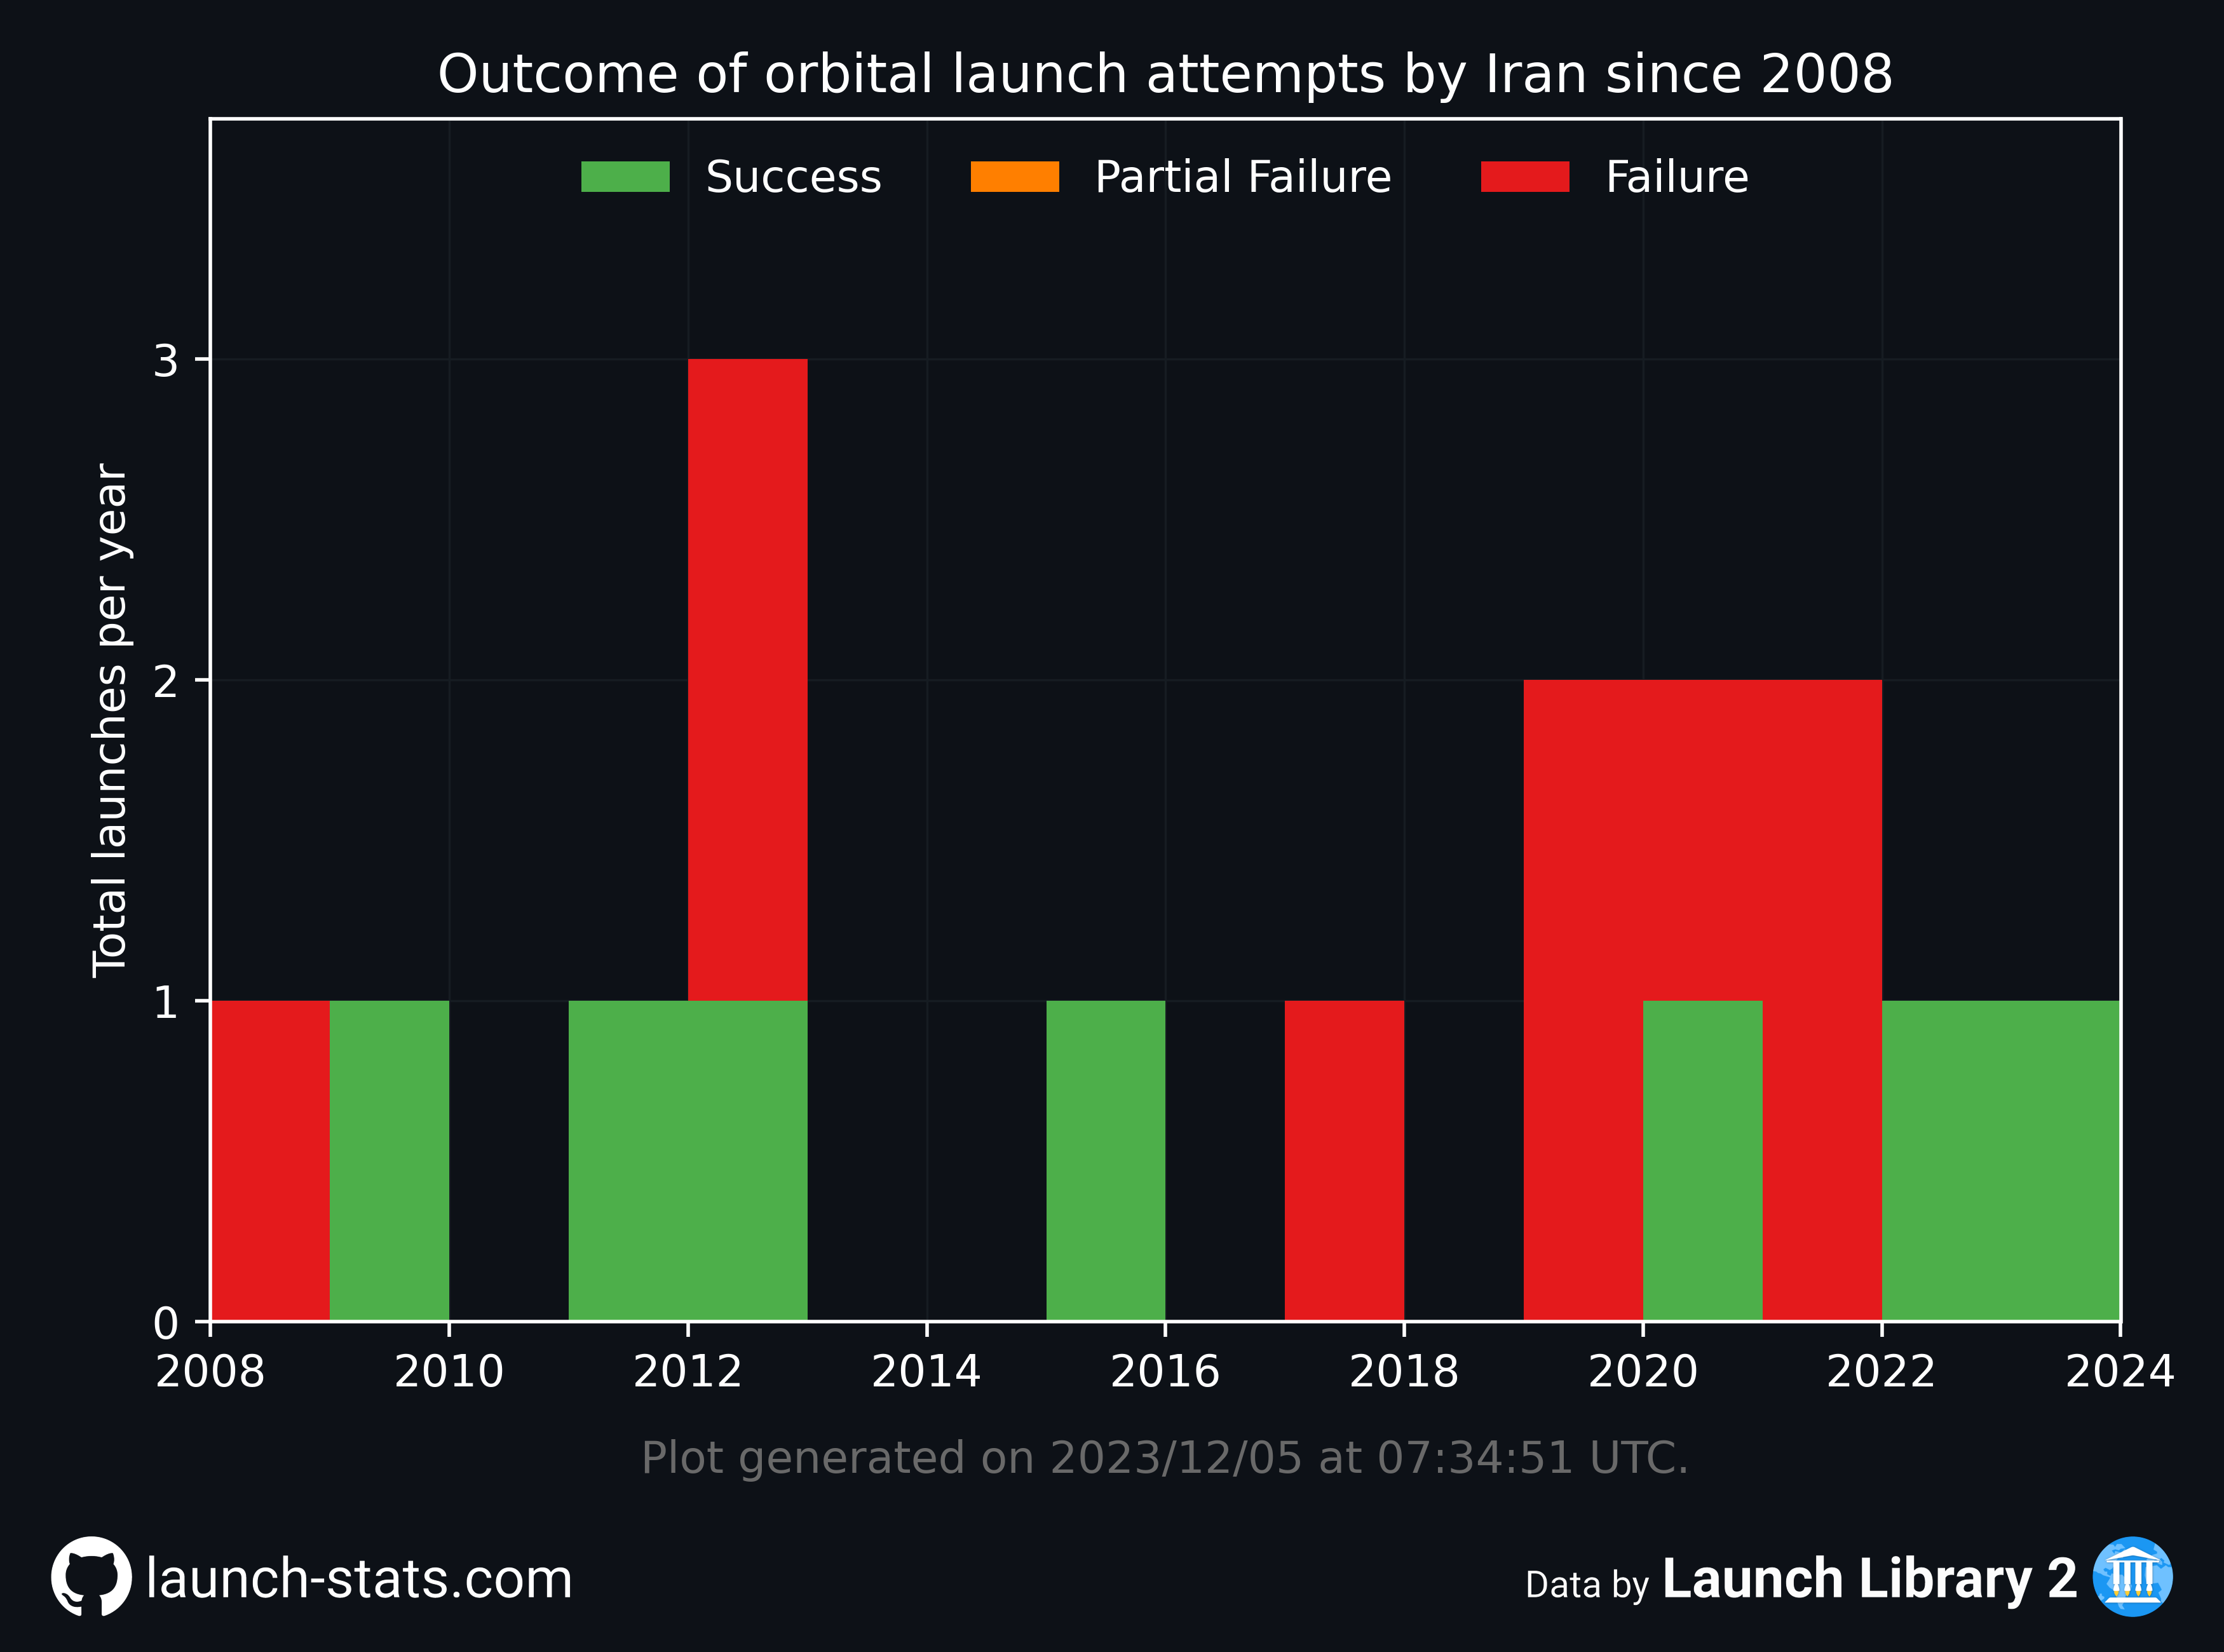 Outcome of orbital launch attempts by Iran since 2008
Success Partial Failure Failure
Total launches per year
3
2
1
0
2008 2010 2012 2014 2016 2018 2020 2022 2024
Plot generated on 2023/12/05 at 07:34:51 UTC.
launch-stats.com
Data by Launch Library 2